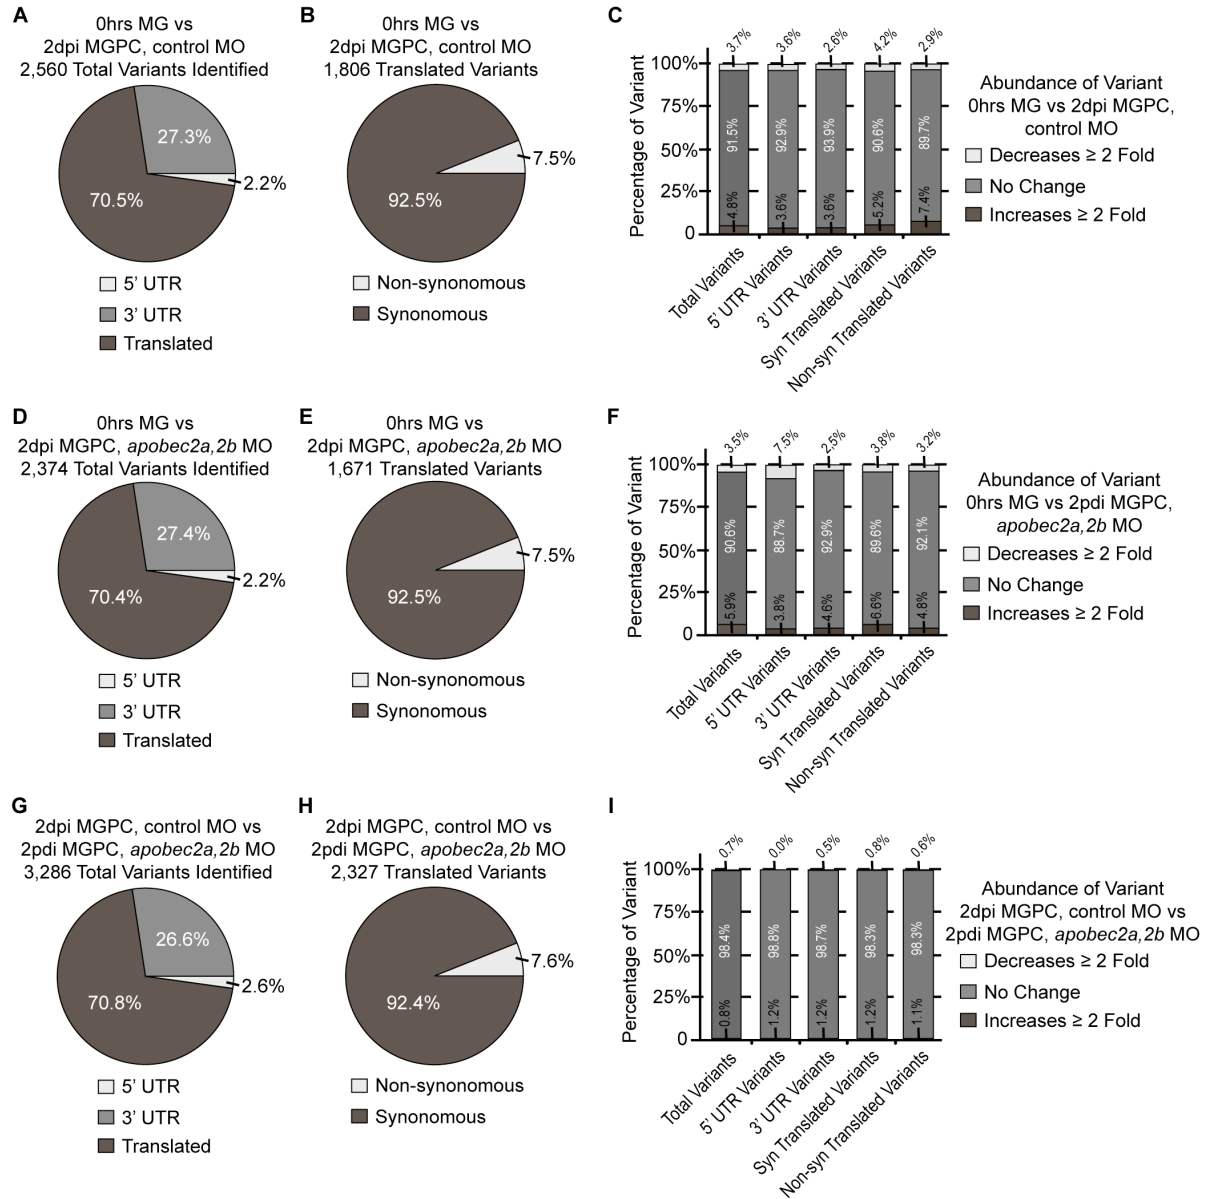 A
0hrs MG vs
2dpi MGPC, control MO
2,560 Total Variants Identified
27.3%
2.2%
70.5%
5’ UTR
3’ UTR
Translated
B
0hrs MG vs
2dpi MGPC, control MO
1,806 Translated Variants
7.5%
92.5%
Non-synonomous
Synonomous
C
3.7%
3.6%
2.6%
4.2%
2.9%
Percentage of Variant
100%
75%
50%
25%
0
91.5%
92.9%
93.9%
90.6%
89.7%
4.8%
3.6%
3.6%
5.2%
7.4%
Total Variants
5’ UTR Variants
3’ UTR Variants
Syn Translated Variants
Non-syn Translated Variants
Abundance of Variant
0hrs MG vs 2dpi MGPC,
control MO
Decreases ≥ 2 Fold
No Change
Increases ≥ 2 Fold
D
0hrs MG vs
2dpi MGPC, apobec2a,2b MO
2,374 Total Variants Identified
27.4%
2.2%
70.4%
5’ UTR
3’ UTR
Translated
E
0hrs MG vs
2dpi MGPC, apobec2a,2b MO
1,671 Translated Variants
7.5%
92.5%
Non-synonomous
Synonomous
F
3.5%
7.5%
2.5%
3.8%
3.2%
Percentage of Variant
100%
75%
50%
25%
0
90.6%
88.7%
92.9%
89.6%
92.1%
5.9%
3.8%
4.6%
6.6%
4.8%
Total Variants
5’ UTR Variants
3’ UTR Variants
Syn Translated Variants
Non-syn Translated Variants
Abundance of Variant
0hrs MG vs 2pdi MGPC,
apobec2a,2b MO
Decreases ≥ 2 Fold
No Change
Increases ≥ 2 Fold
G
2dpi MGPC, control MO vs
2pdi MGPC, apobec2a,2b MO
3,286 Total Variants Identified
26.6%
2.6%
70.8%
5’ UTR
3’ UTR
Translated
H
2dpi MGPC, control MO vs
2pdi MGPC, apobec2a,2b MO
2,327 Translated Variants
7.6%
92.4%
Non-synonomous
Synonomous
I
0.7%
0.0%
0.5%
0.8%
0.6%
Percentage of Variant
100%
75%
50%
25%
0
98.4%
98.8%
98.7%
98.3%
98.3%
0.8%
1.2%
1.2%
1.2%
1.1%
Total Variants
5’ UTR Variants
3’ UTR Variants
Syn Translated Variants
Non-syn Translated Variants
Abundance of Variant
2dpi MGPC, control MO vs
2pdi MGPC, apobec2a,2b MO
Decreases ≥ 2 Fold
No Change
Increases ≥ 2 Fold